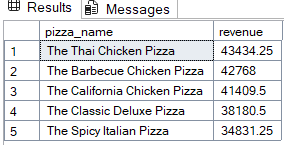 Results Messages
pizza_name revenue
1 The Thai Chicken Pizza 43434.25
2 The Barbecue Chicken Pizza 42768
3 The California Chicken Pizza 41409.5
4 The Classic Deluxe Pizza 38180.5
5 The Spicy Italian Pizza 34831.25